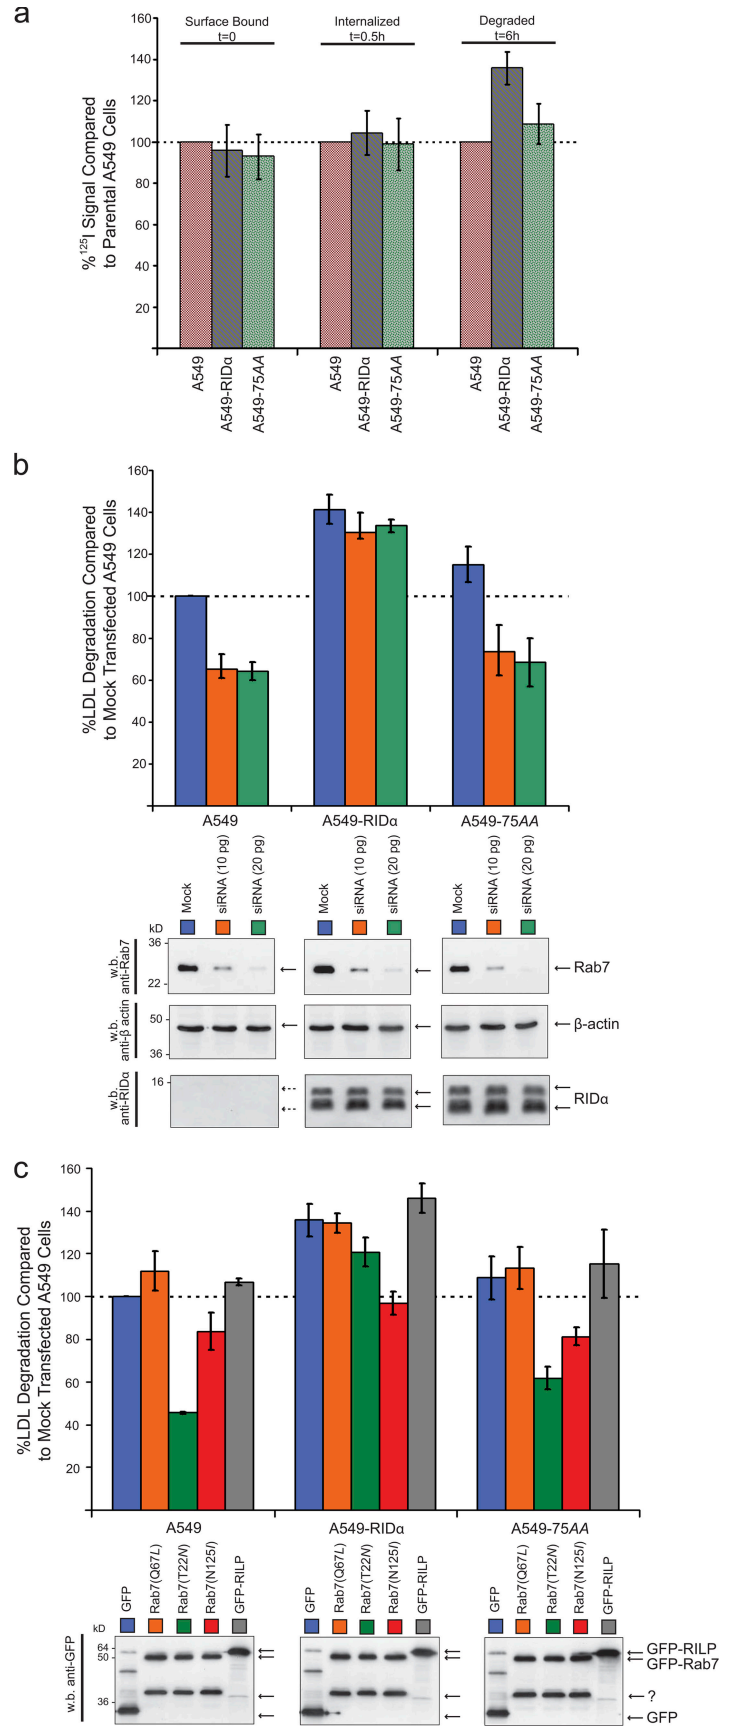 a
Surface Bound
t=0
Internalized
t=0.5h
Degraded
t=6h
%125I Signal Compared
to Parental A549 Cells
160
140
120
100
80
60
40
20
A549
A549-RIDα
A549-75AA
A549
A549-RIDα
A549-75AA
A549
A549-RIDα
A549-75AA
b
%LDL Degradation Compared
to Mock Transfected A549 Cells
160
140
120
100
80
60
40
20
A549 A549-RIDα A549-75AA
Mock
siRNA (10 pg)
siRNA (20 pg)
Mock
siRNA (10 pg)
siRNA (20 pg)
Mock
siRNA (10 pg)
siRNA (20 pg)
kD
w.b.
anti-Rab7
36
22
Rab7
w.b.
anti-β actin
50
36
β-actin
w.b.
anti-RIDα
16
RIDα
c
%LDL Degradation Compared
to Mock Transfected A549 Cells
160
140
120
100
80
60
40
20
A549 A549-RIDα A549-75AA
GFP
Rab7(Q67L)
Rab7(T22N)
Rab7(N125I)
GFP-RILP
GFP
Rab7(Q67L)
Rab7(T22N)
Rab7(N125I)
GFP-RILP
GFP
Rab7(Q67L)
Rab7(T22N)
Rab7(N125I)
GFP-RILP
kD
w.b. anti-GFP
64
50
36
GFP-RILP
GFP-Rab7
?
GFP